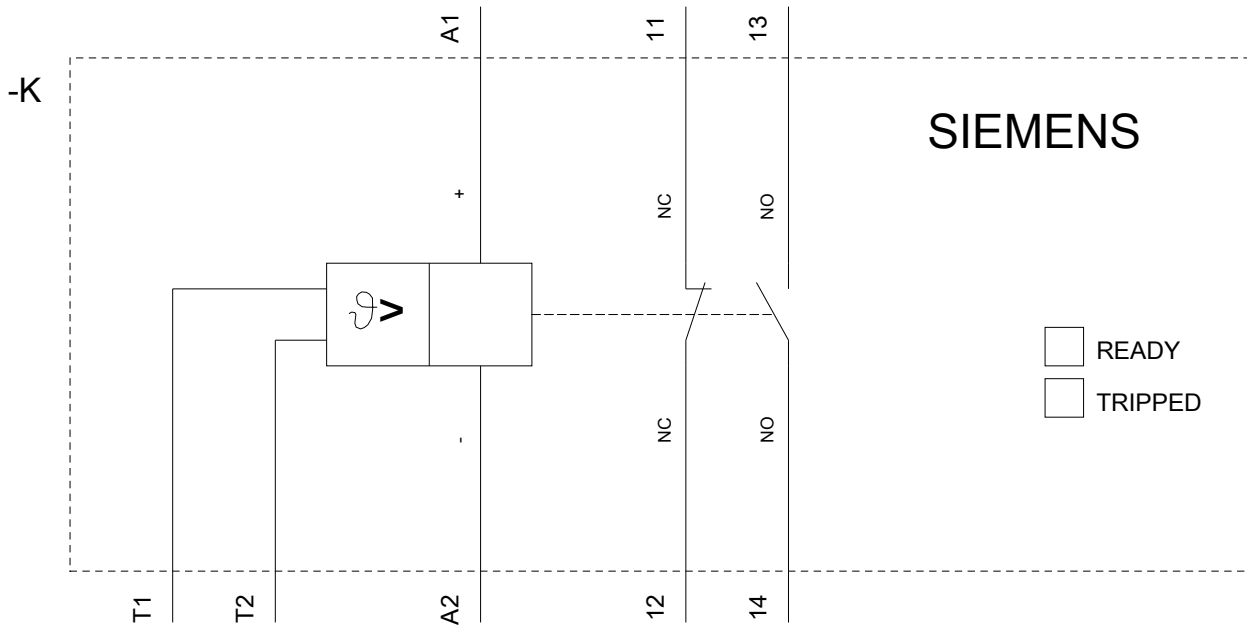 A1
11
13
-K
SIEMENS
+
NC
NO
ϑ>
READY
TRIPPED
-
NC
NO
T1
T2
A2
12
14